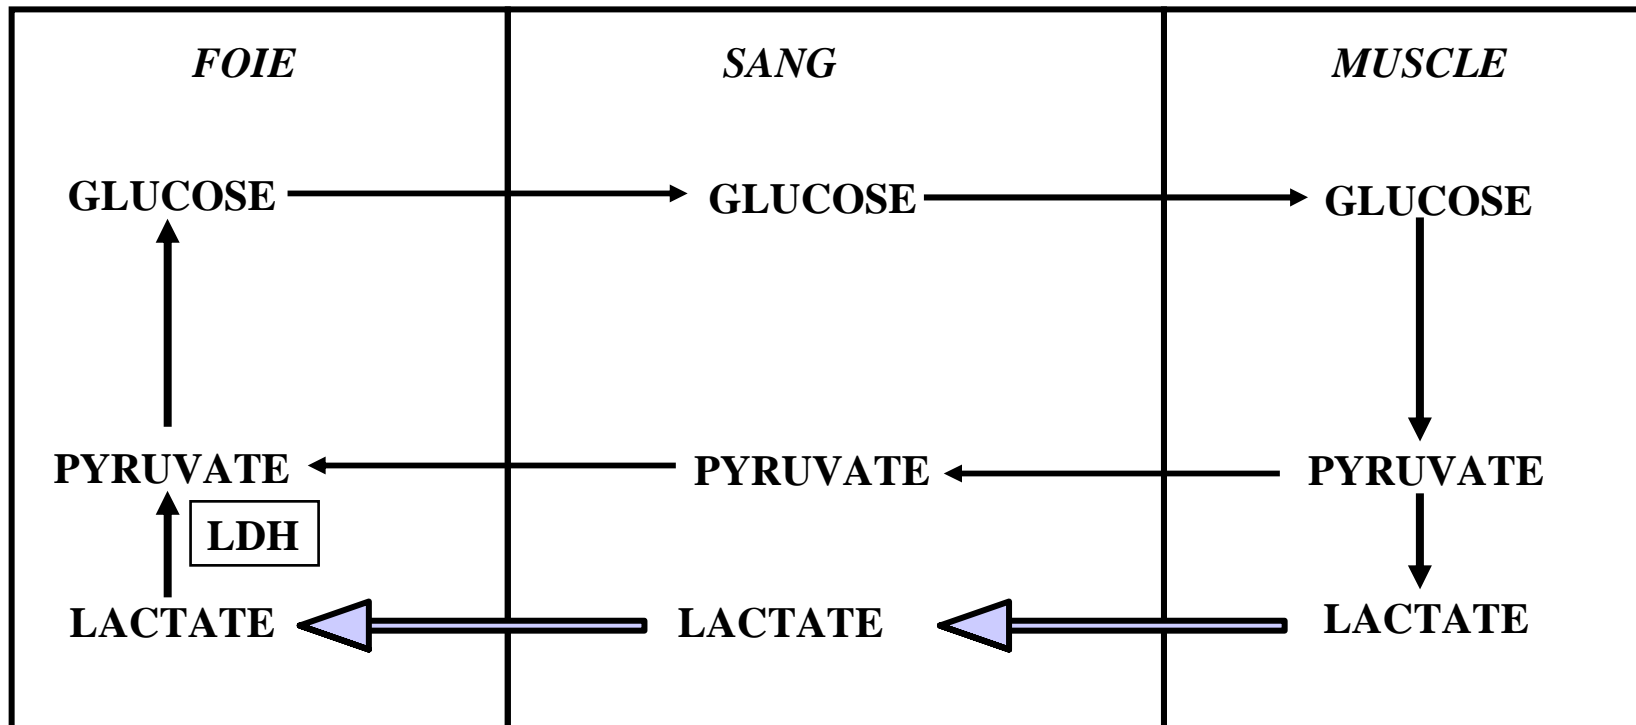 FOIE SANG MUSCLE
GLUCOSE GLUCOSE GLUCOSE
PYRUVATE PYRUVATE PYRUVATE
LDH
LACTATE LACTATE LACTATE